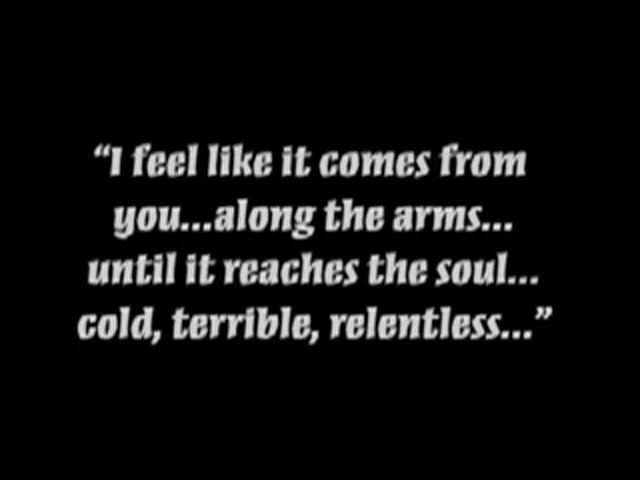 “I feel like it comes from
you...along the arms...
until it reaches the soul...
cold, terrible, relentless...”